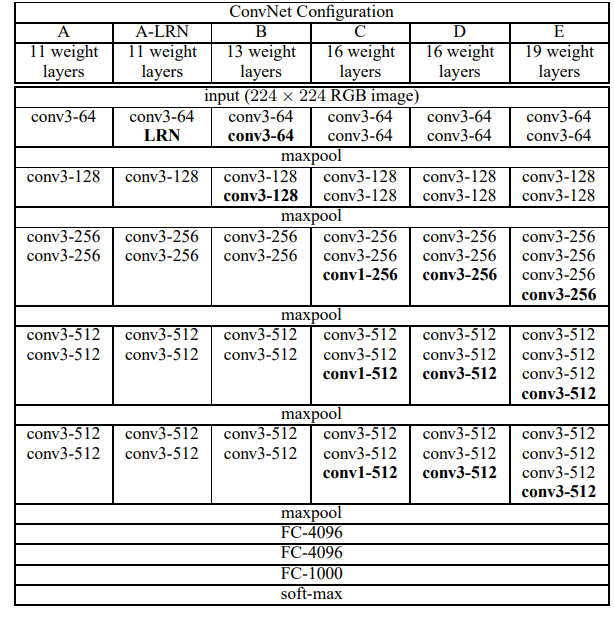 ConvNet Configuration
A A-LRN B C D E
11 weight 11 weight 13 weight 16 weight 16 weight 19 weight
layers layers layers layers layers layers
input (224 × 224 RGB image)
conv3-64 conv3-64 conv3-64 conv3-64 conv3-64 conv3-64
LRN conv3-64 conv3-64 conv3-64 conv3-64
maxpool
conv3-128 conv3-128 conv3-128 conv3-128 conv3-128 conv3-128
conv3-128 conv3-128 conv3-128 conv3-128
maxpool
conv3-256 conv3-256 conv3-256 conv3-256 conv3-256 conv3-256
conv3-256 conv3-256 conv3-256 conv3-256 conv3-256 conv3-256
conv1-256 conv3-256 conv3-256
conv3-256
maxpool
conv3-512 conv3-512 conv3-512 conv3-512 conv3-512 conv3-512
conv3-512 conv3-512 conv3-512 conv3-512 conv3-512 conv3-512
conv1-512 conv3-512 conv3-512
conv3-512
maxpool
conv3-512 conv3-512 conv3-512 conv3-512 conv3-512 conv3-512
conv3-512 conv3-512 conv3-512 conv3-512 conv3-512 conv3-512
conv1-512 conv3-512 conv3-512
conv3-512
maxpool
FC-4096
FC-4096
FC-1000
soft-max